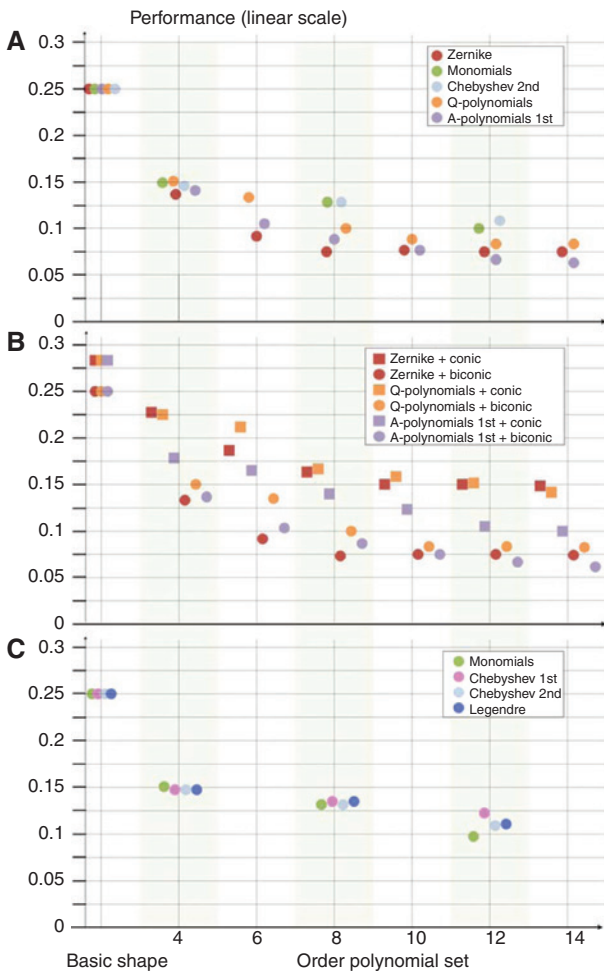 Performance (linear scale)
A
0.3
0.25
0.2
0.15
0.1
0.05
0
Zernike
Monomials
Chebyshev 2nd
Q-polynomials
A-polynomials 1st
B
0.3
0.25
0.2
0.15
0.1
0.05
0
Zernike + conic
Zernike + biconic
Q-polynomials + conic
Q-polynomials + biconic
A-polynomials 1st + conic
A-polynomials 1st + biconic
C
0.3
0.25
0.2
0.15
0.1
0.05
0
Monomials
Chebyshev 1st
Chebyshev 2nd
Legendre
4 6 8 10 12 14
Basic shape Order polynomial set